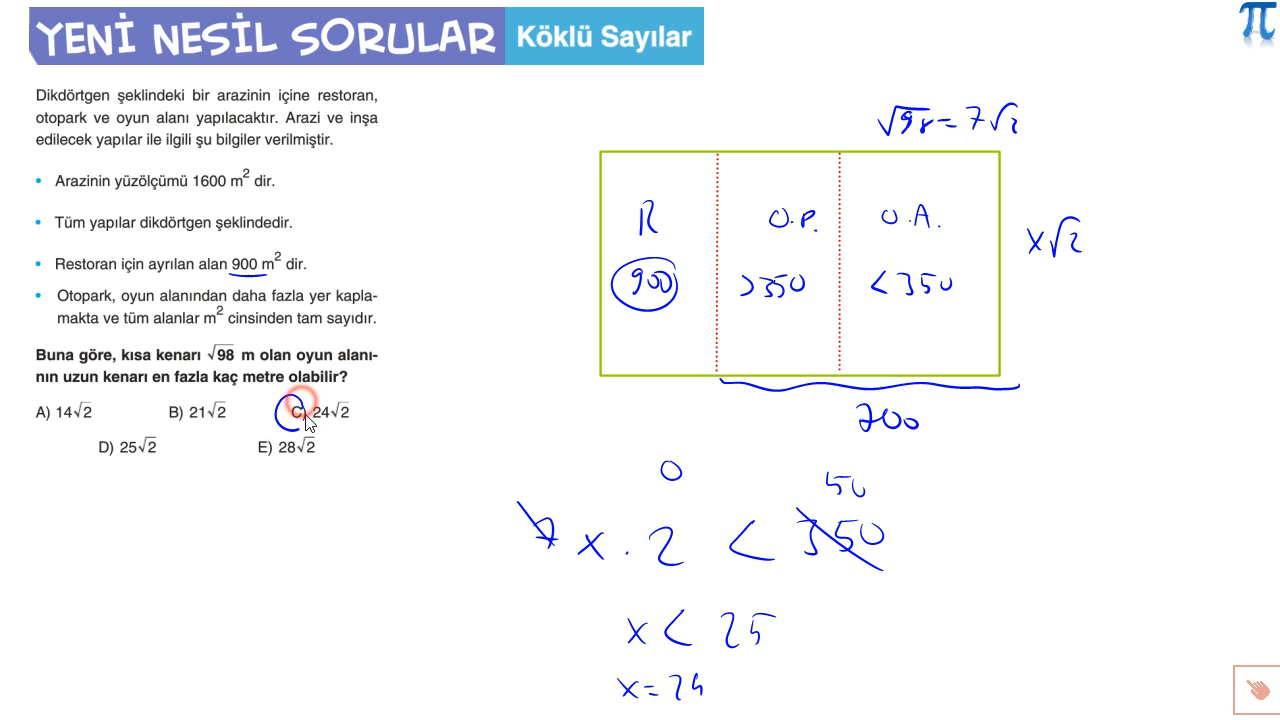 YENİ NESİL SORULAR Köklü Sayılar
π
Dikdörtgen şeklindeki bir arazinin içine restoran,
otopark ve oyun alanı yapılacaktır. Arazi ve inşa
edilecek yapılar ile ilgili şu bilgiler verilmiştir.
• Arazinin yüzölçümü 1600 m² dir.
• Tüm yapılar dikdörtgen şeklindedir.
• Restoran için ayrılan alan 900 m² dir.
• Otopark, oyun alanından daha fazla yer kapla-
makta ve tüm alanlar m² cinsinden tam sayıdır.
Buna göre, kısa kenarı √98 m olan oyun alanı-
nın uzun kenarı en fazla kaç metre olabilir?
A) 14√2 B) 21√2 C) 24√2
D) 25√2 E) 28√2
√98 = 7√2
R O.P. O.A.
x√2
900 >350 <350
700
0 50
7 x . 2 < 350
x < 25
x = 24